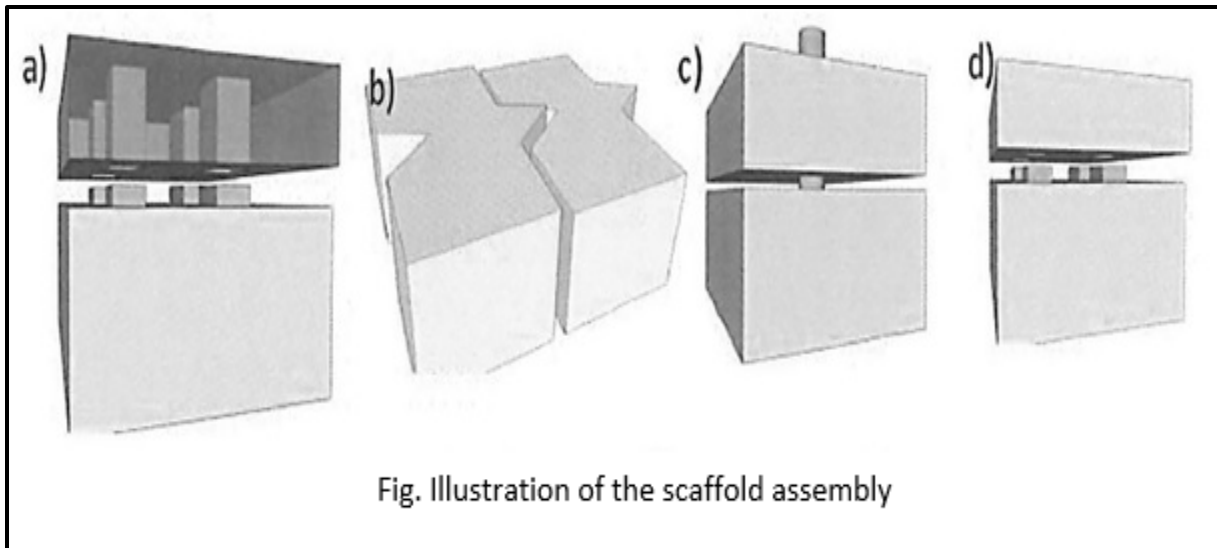 a)
b)
c)
d)
Fig. Illustration of the scaffold assembly